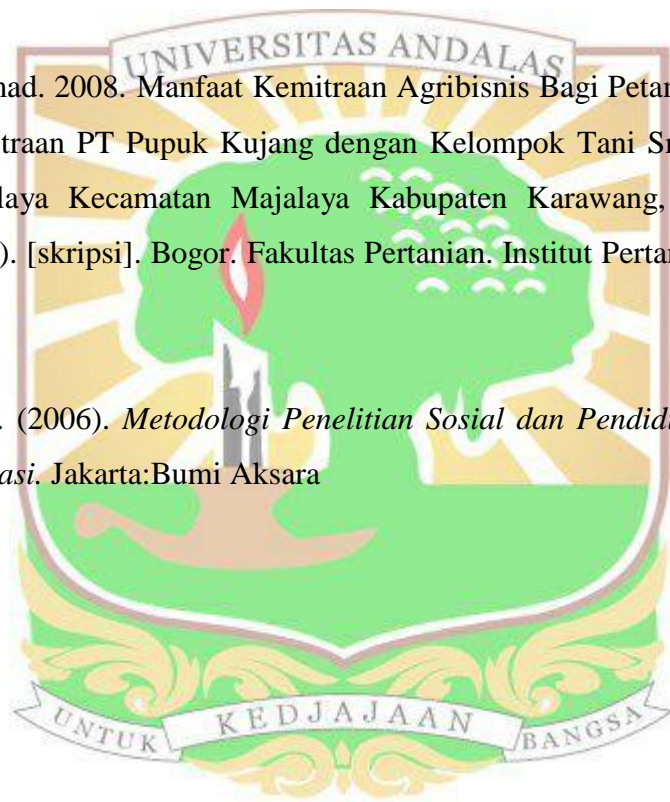 UNIVERSITAS ANDALAS
mad. 2008. Manfaat Kemitraan Agribisnis Bagi Petan
traan PT Pupuk Kujang dengan Kelompok Tani Sr
laya Kecamatan Majalaya Kabupaten Karawang,
). [skripsi]. Bogor. Fakultas Pertanian. Institut Pertan
. (2006). Metodologi Penelitian Sosial dan Pendidi
asi. Jakarta:Bumi Aksara
UNTUK KEDJAJAAN BANGSA